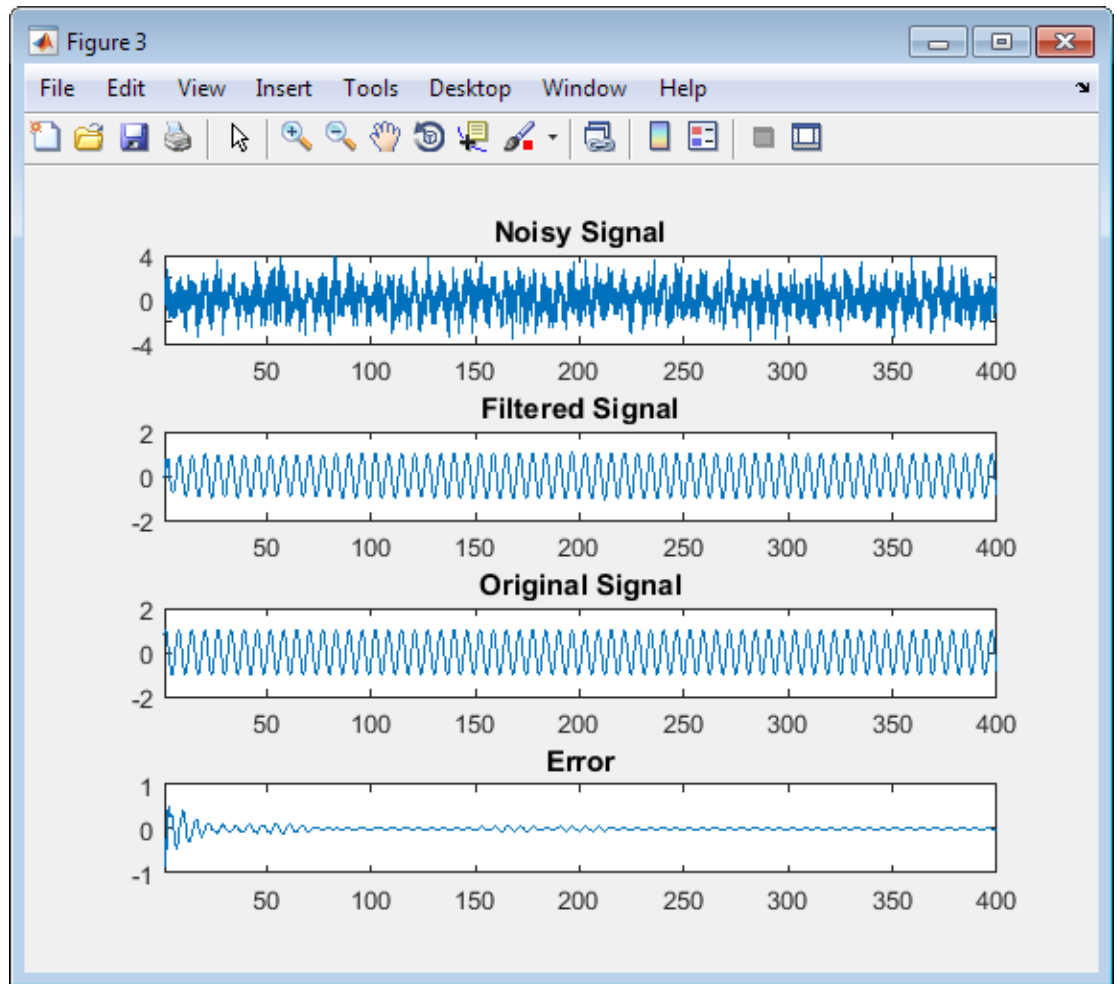 Figure 3
File Edit View Insert Tools Desktop Window Help
Noisy Signal
4
0
-4
50 100 150 200 250 300 350 400
Filtered Signal
2
0
-2
50 100 150 200 250 300 350 400
Original Signal
2
0
-2
50 100 150 200 250 300 350 400
Error
1
0
-1
50 100 150 200 250 300 350 400